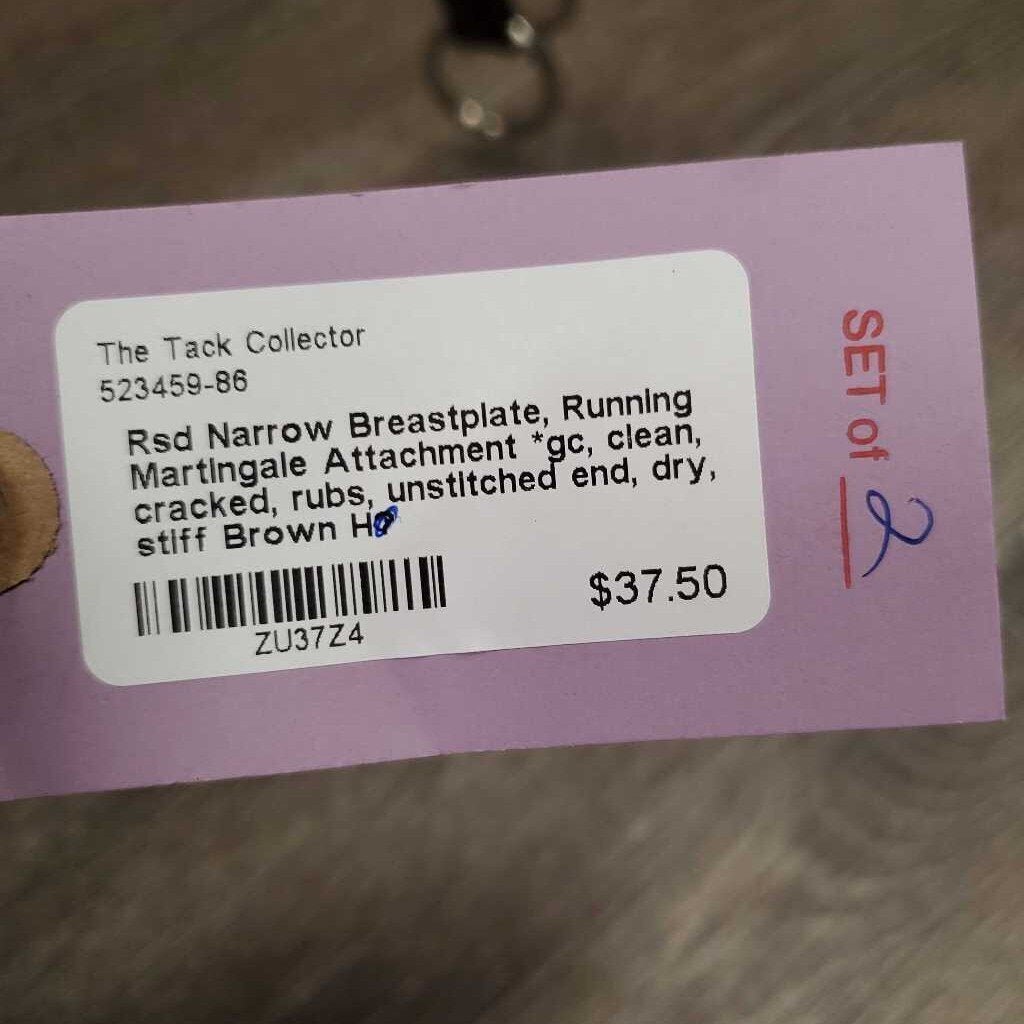 The Tack Collector
523459-86
Rsd Narrow Breastplate, Running
Martingale Attachment *gc, clean,
cracked, rubs, unstitched end, dry,
stiff Brown H
ZU37Z4
$37.50
SET of 2